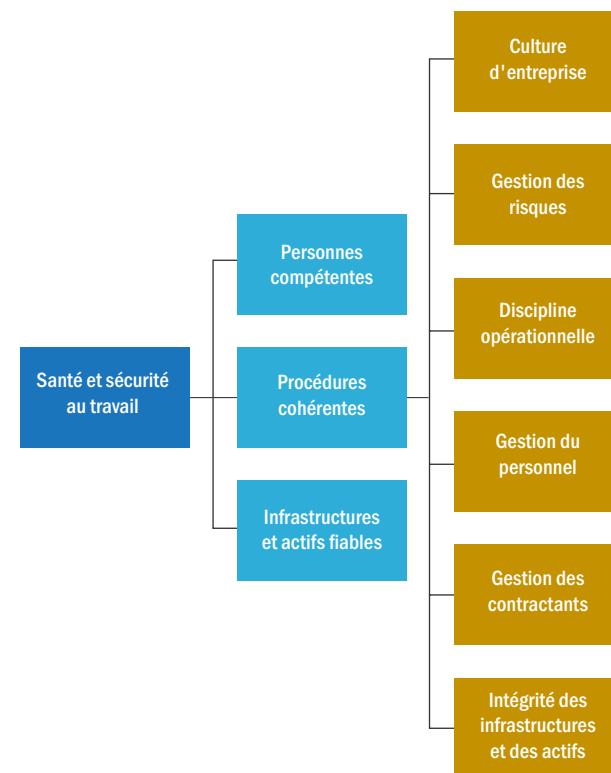 Santé et sécurité
au travail
Personnes
compétentes
Procédures
cohérentes
Infrastructures
et actifs fiables
Culture
d'entreprise
Gestion des
risques
Discipline
opérationnelle
Gestion du
personnel
Gestion des
contractants
Intégrité des
infrastructures
et des actifs